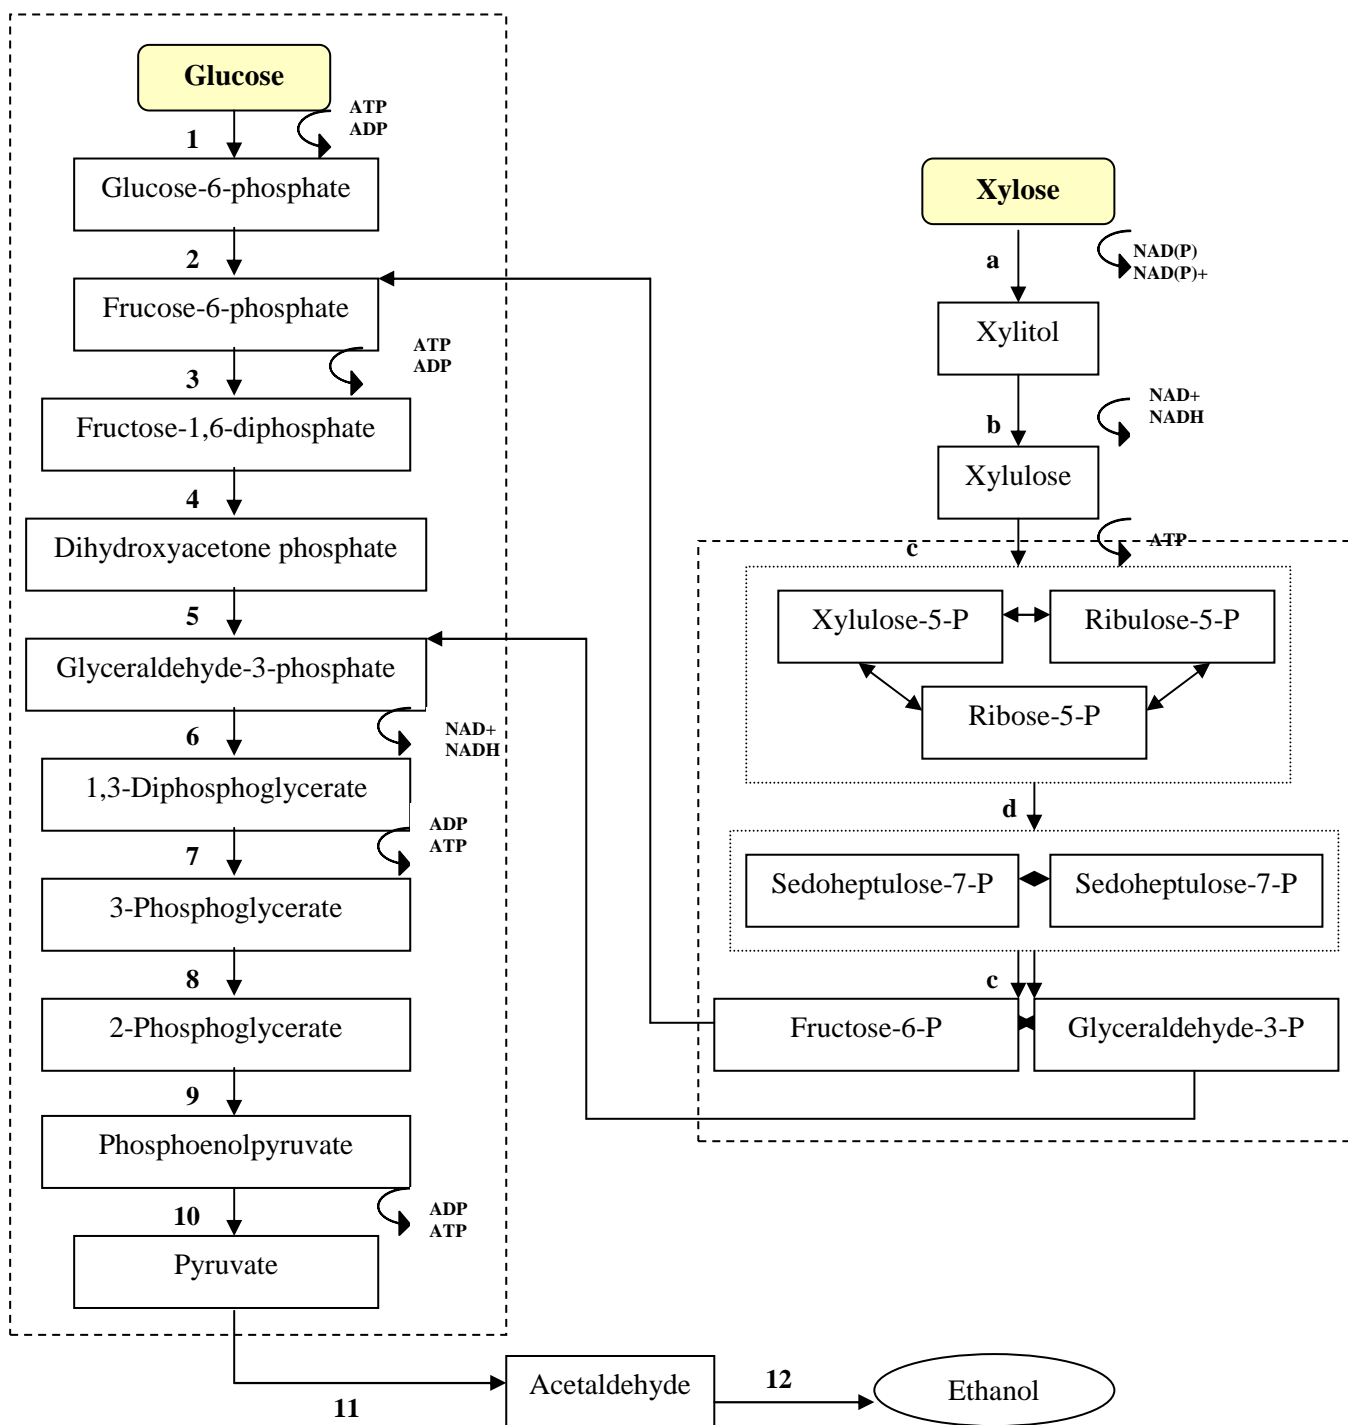 Glucose
ATP
ADP
1
Glucose-6-phosphate
2
Frucose-6-phosphate
ATP
ADP
3
Fructose-1,6-diphosphate
4
Dihydroxyacetone phosphate
5
Glyceraldehyde-3-phosphate
6
NAD+
NADH
1,3-Diphosphoglycerate
7
ADP
ATP
3-Phosphoglycerate
8
2-Phosphoglycerate
9
Phosphoenolpyruvate
10
ADP
ATP
Pyruvate
11
Acetaldehyde
12
Ethanol
Xylose
a
NAD(P)
NAD(P)+
Xylitol
b
NAD+
NADH
Xylulose
c
ATP
Xylulose-5-P
Ribulose-5-P
Ribose-5-P
d
Sedoheptulose-7-P
Sedoheptulose-7-P
c
Fructose-6-P
Glyceraldehyde-3-P